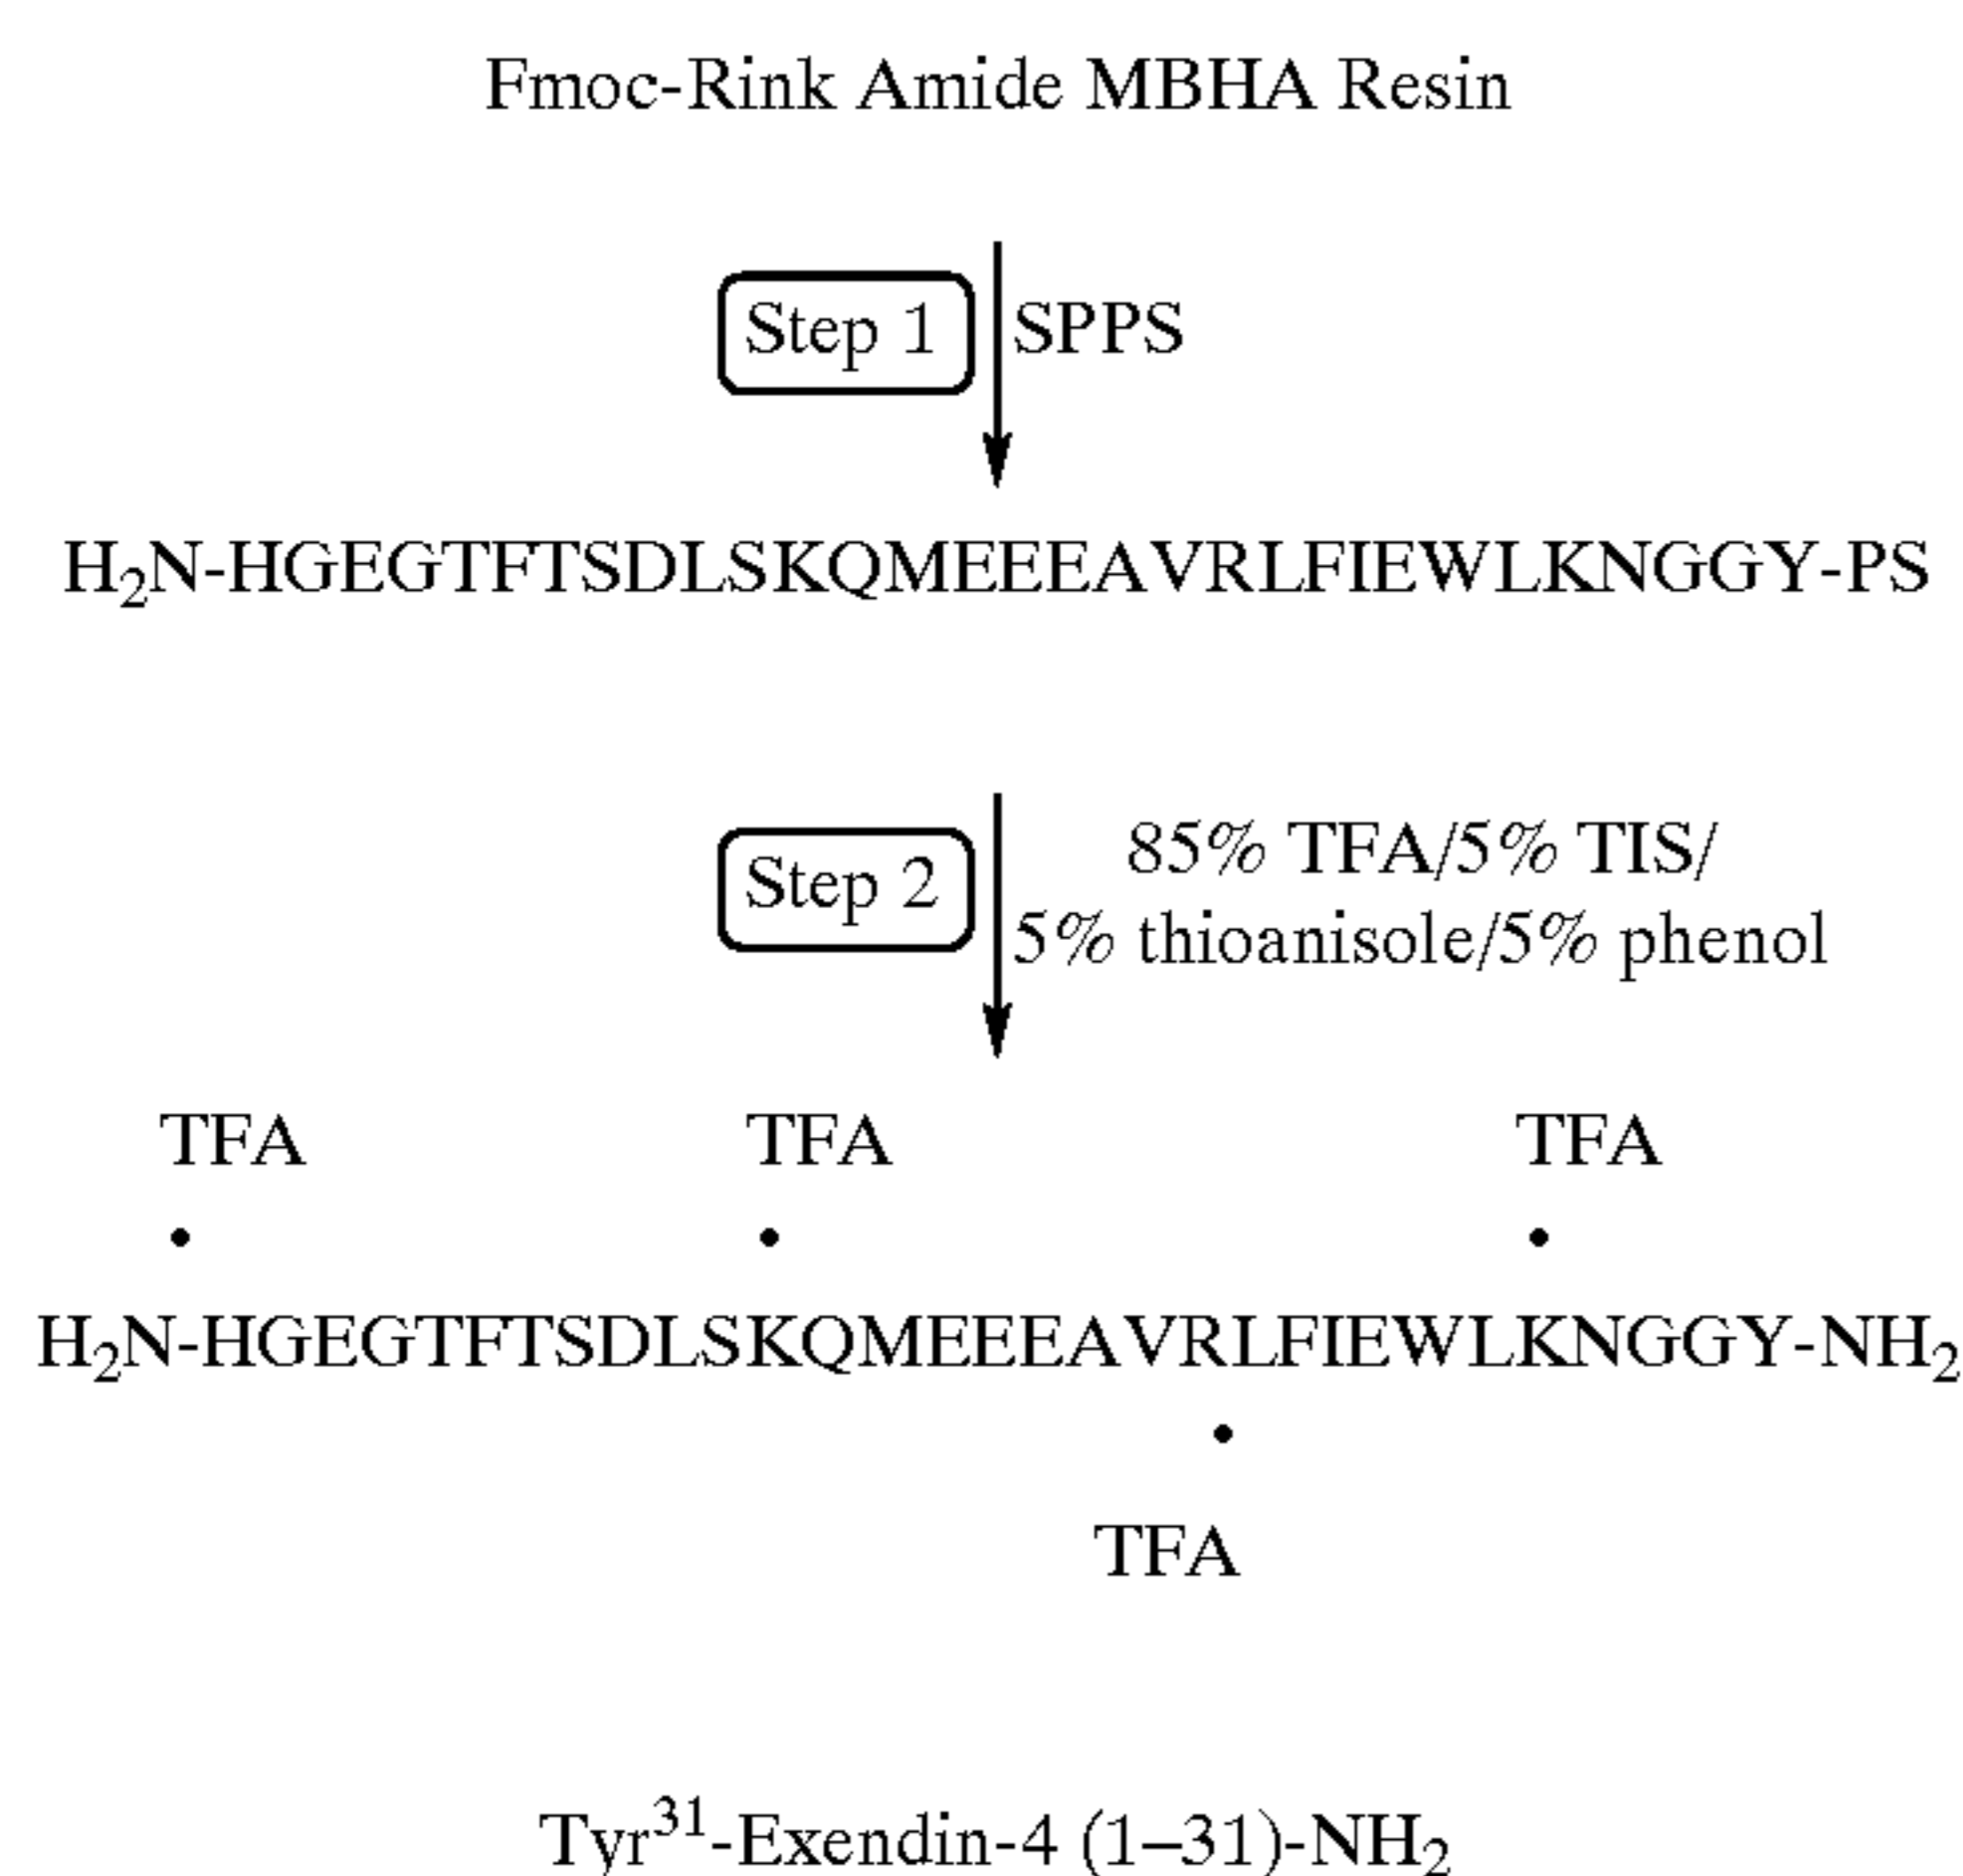 Fmoc-Rink Amide MBHA Resin
Step 1 SPPS
H₂N-HGEGTFTSDLSKQMEEEAVRLFIEWLKNGGY-PS
Step 2
85% TFA/5% TIS/
5% thioanisole/5% phenol
TFA TFA TFA
• • •
H₂N-HGEGTFTSDLSKQMEEEAVRLFIEWLKNGGY-NH₂
•
TFA
Tyr³¹-Exendin-4 (1–31)-NH₂